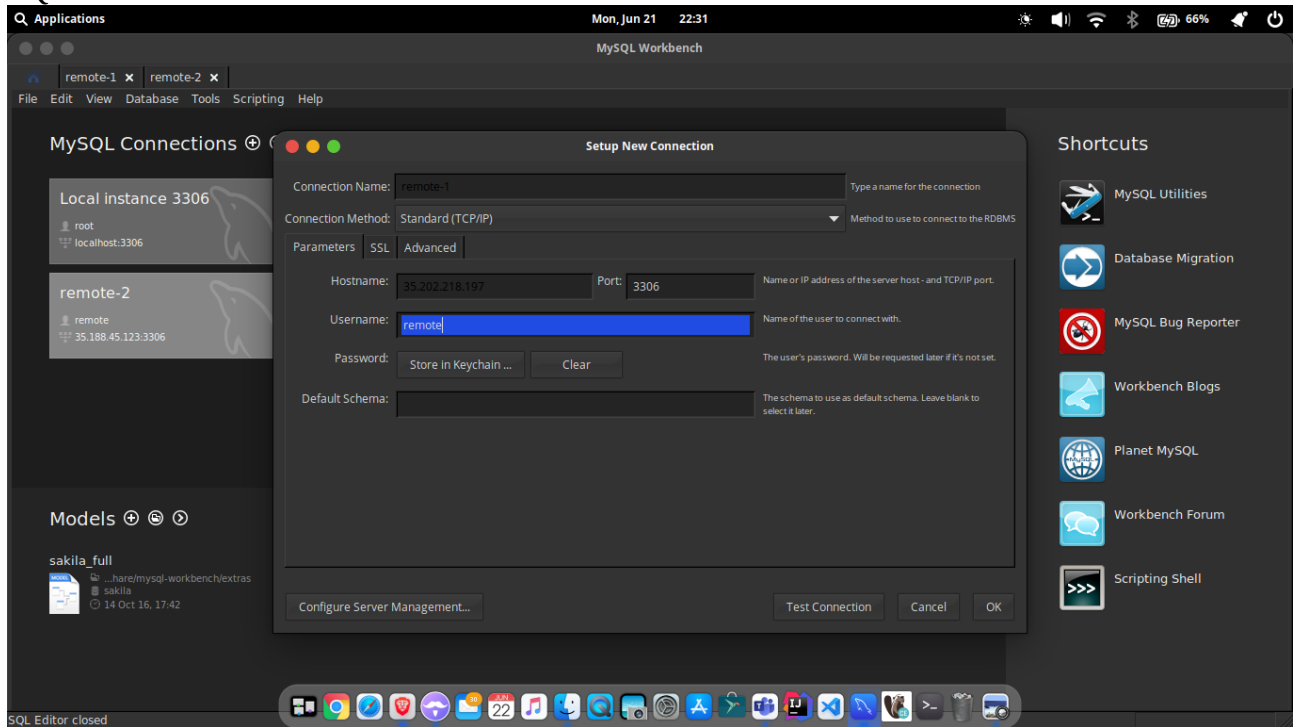 Applications
Mon, Jun 21 22:31
66%
MySQL Workbench
remote-1 x remote-2 x
File Edit View Database Tools Scripting Help
MySQL Connections
Local instance 3306
root
localhost:3306
remote-2
remote
35.188.45.123:3306
Models
sakila_full
MODEL
...hare/mysql-workbench/extras
sakila
14 Oct 16, 17:42
Setup New Connection
Connection Name: remote-1 Type a name for the connection
Connection Method: Standard (TCP/IP) Method to use to connect to the RDBMS
Parameters SSL Advanced
Hostname: 35.202.218.197 Port: 3306 Name or IP address of the server host - and TCP/IP port.
Username: remote Name of the user to connect with.
Password: Store in Keychain ... Clear The user's password. Will be requested later if it's not set.
Default Schema: The schema to use as default schema. Leave blank to
select it later.
Configure Server Management... Test Connection Cancel OK
Shortcuts
MySQL Utilities
Database Migration
MySQL Bug Reporter
Workbench Blogs
Planet MySQL
MySQL
Workbench Forum
Scripting Shell
>>>
JUN
22
SQL Editor closed